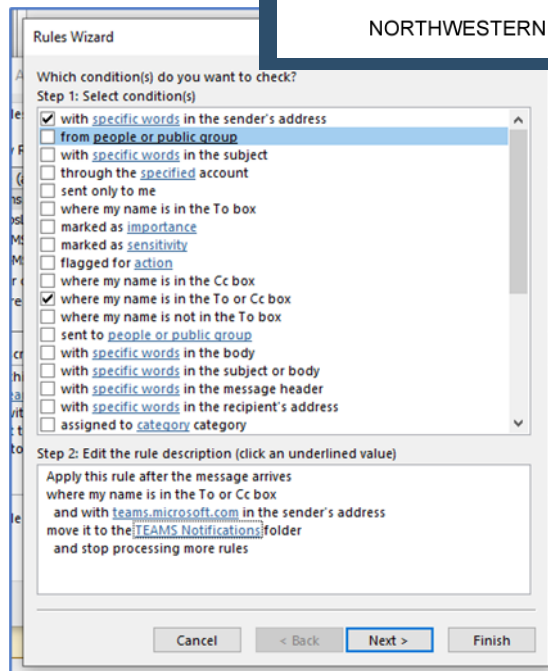 NORTHWESTERN
Rules Wizard
Which condition(s) do you want to check?
Step 1: Select condition(s)
with specific words in the sender's address
from people or public group
with specific words in the subject
through the specified account
sent only to me
where my name is in the To box
marked as importance
marked as sensitivity
flagged for action
where my name is in the Cc box
where my name is in the To or Cc box
where my name is not in the To box
sent to people or public group
with specific words in the body
with specific words in the subject or body
with specific words in the message header
with specific words in the recipient's address
assigned to category category
Step 2: Edit the rule description (click an underlined value)
Apply this rule after the message arrives
where my name is in the To or Cc box
and with teams.microsoft.com in the sender's address
move it to the TEAMS Notifications folder
and stop processing more rules
Cancel < Back Next > Finish